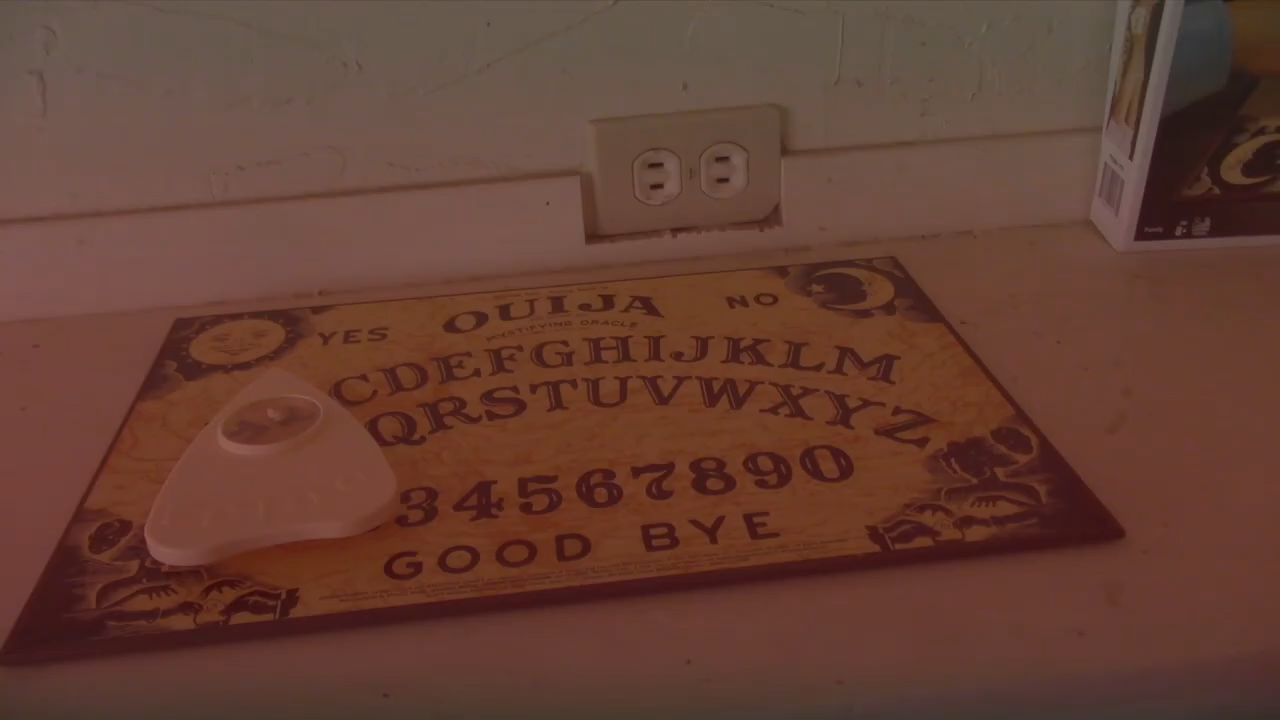 OUIJA
YES NO
MYSTIFYING ORACLE
CDEFGHIJKLM
QRSTUVWXYZ
34567890
GOOD BYE